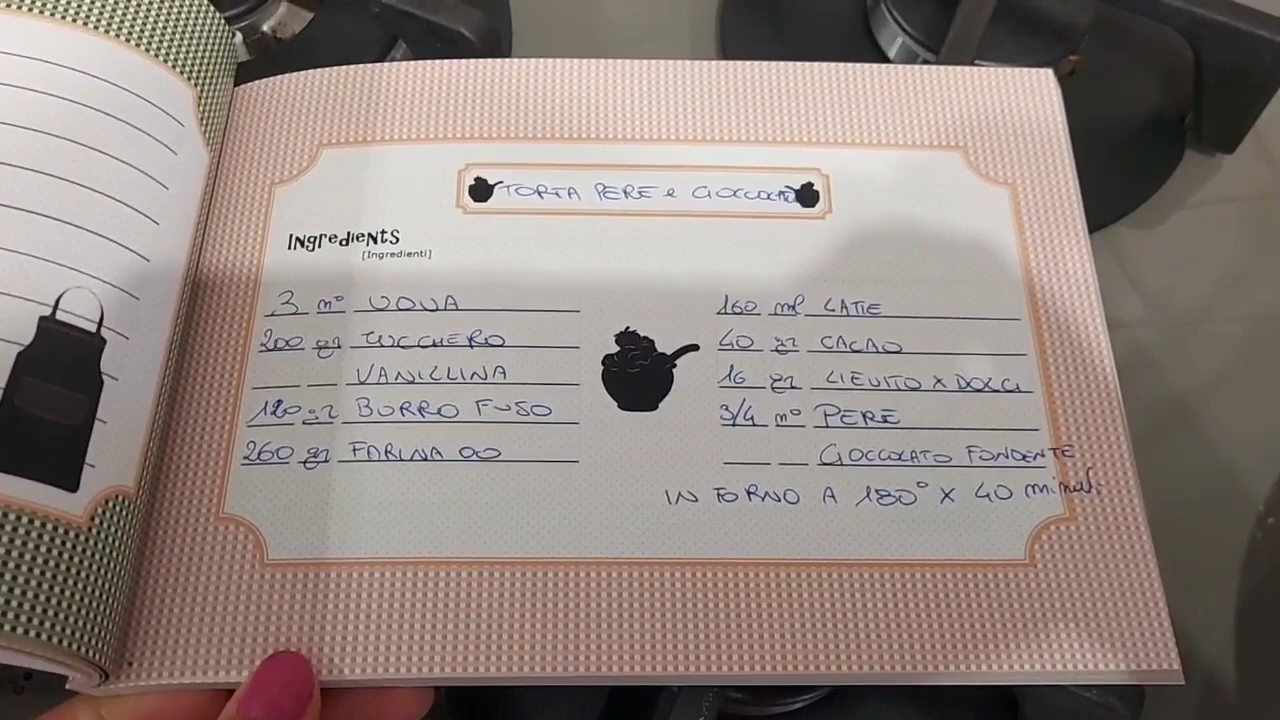 TORTA PERE e CIOCCOLATO
INGredIeNTS
[Ingredienti]
3 n° UOVA
200 gr ZUCCHERO
VANILLINA
120 gr BURRO FUSO
260 gr FARINA 00
160 ml LATTE
40 gr CACAO
16 gr LIEVITO X DOLCI
3/4 n° PERE
CIOCCOLATO FONDENTE
IN FORNO A 180° X 40 minuti